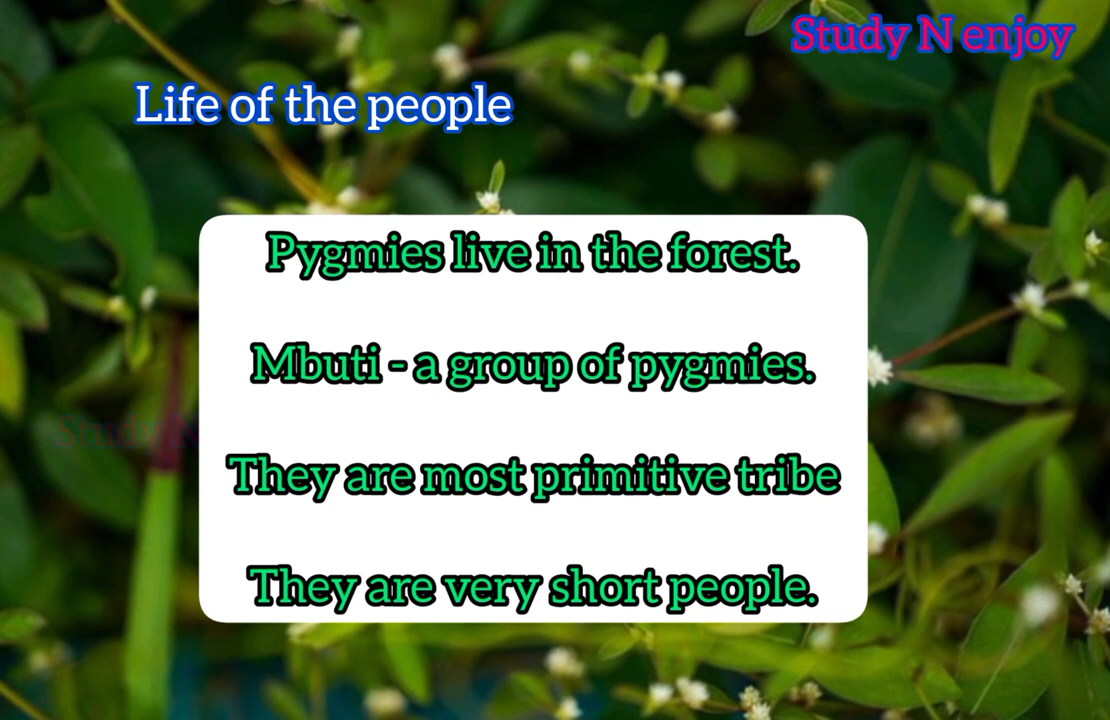 Study N enjoy
Life of the people
Pygmies live in the forest.
Mbuti - a group of pygmies.
They are most primitive tribe
They are very short people.
Study N